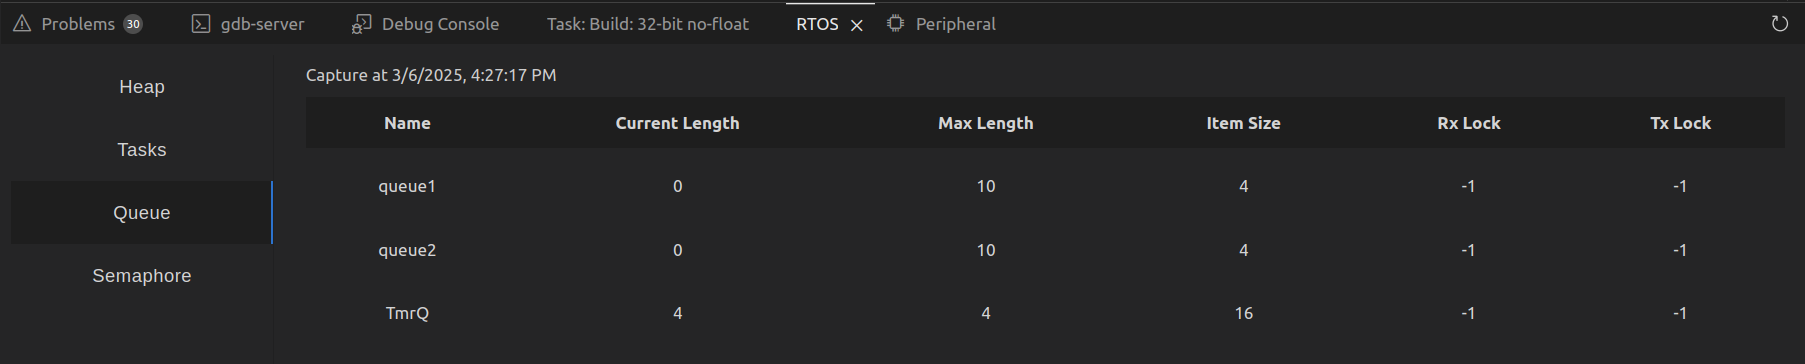 Problems 30 gdb-server Debug Console Task: Build: 32-bit no-float RTOS Peripheral
Heap
Tasks
Queue
Semaphore
Capture at 3/6/2025, 4:27:17 PM
Name Current Length Max Length Item Size Rx Lock Tx Lock
queue1 0 10 4 -1 -1
queue2 0 10 4 -1 -1
TmrQ 4 4 16 -1 -1